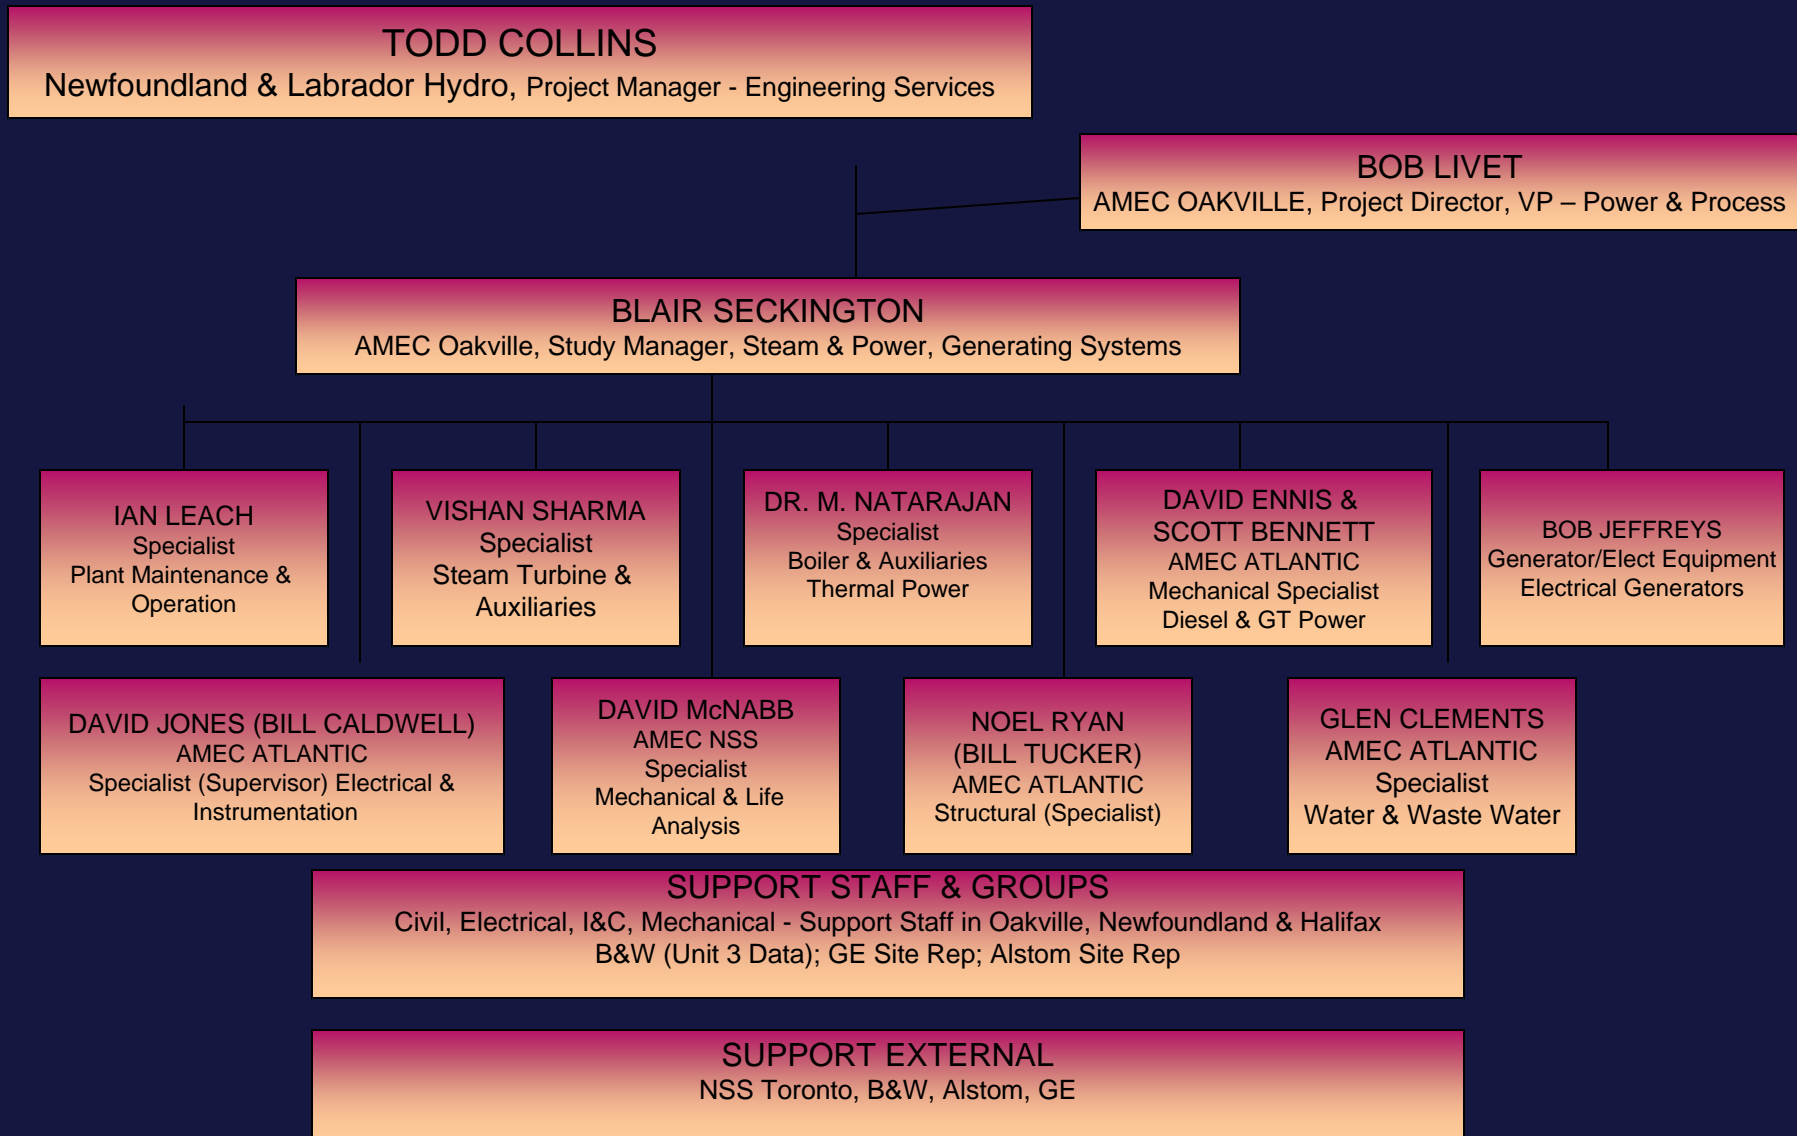 TODD COLLINS
Newfoundland & Labrador Hydro, Project Manager - Engineering Services
BOB LIVET
AMEC OAKVILLE, Project Director, VP – Power & Process
BLAIR SECKINGTON
AMEC Oakville, Study Manager, Steam & Power, Generating Systems
IAN LEACH
Specialist
Plant Maintenance &
Operation
VISHAN SHARMA
Specialist
Steam Turbine &
Auxiliaries
DR. M. NATARAJAN
Specialist
Boiler & Auxiliaries
Thermal Power
DAVID ENNIS &
SCOTT BENNETT
AMEC ATLANTIC
Mechanical Specialist
Diesel & GT Power
BOB JEFFREYS
Generator/Elect Equipment
Electrical Generators
DAVID JONES (BILL CALDWELL)
AMEC ATLANTIC
Specialist (Supervisor) Electrical &
Instrumentation
DAVID McNABB
AMEC NSS
Specialist
Mechanical & Life
Analysis
NOEL RYAN
(BILL TUCKER)
AMEC ATLANTIC
Structural (Specialist)
GLEN CLEMENTS
AMEC ATLANTIC
Specialist
Water & Waste Water
SUPPORT STAFF & GROUPS
Civil, Electrical, I&C, Mechanical - Support Staff in Oakville, Newfoundland & Halifax
B&W (Unit 3 Data); GE Site Rep; Alstom Site Rep
SUPPORT EXTERNAL
NSS Toronto, B&W, Alstom, GE